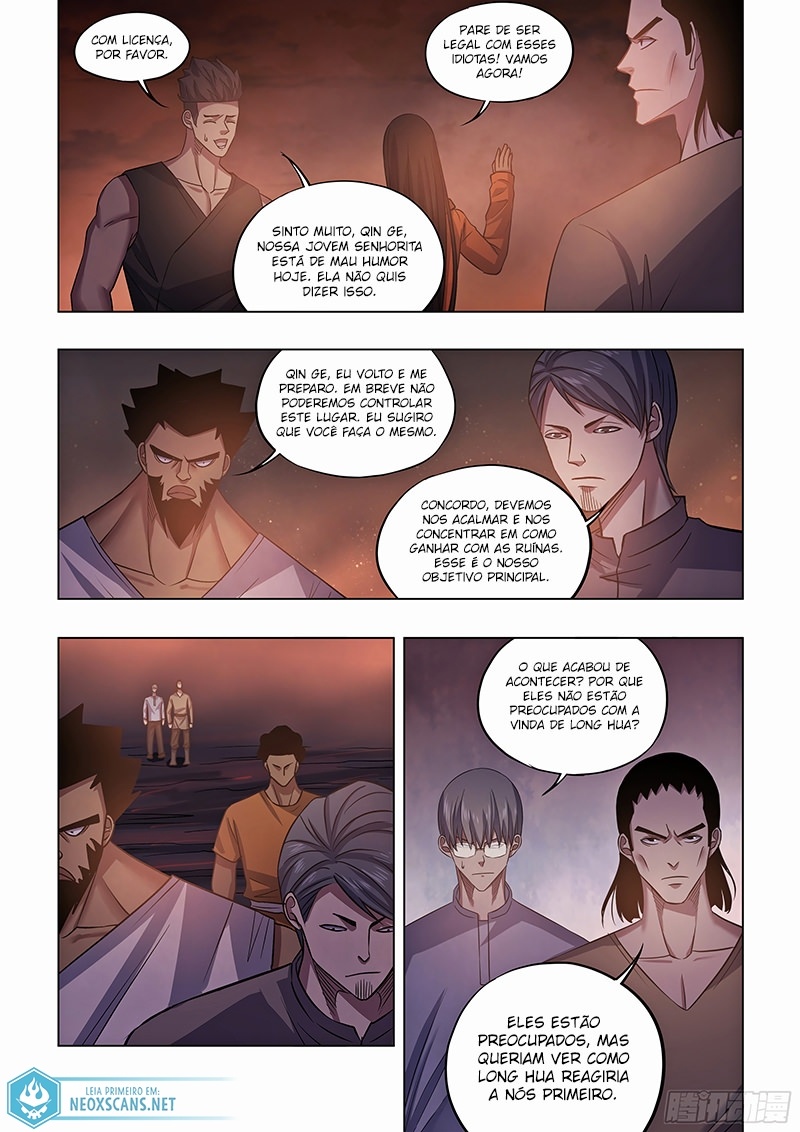 COM LICENÇA,
POR FAVOR.
PARE DE SER
LEGAL COM ESSES
IDIOTAS! VAMOS
AGORA!
SINTO MUITO, QIN GE,
NOSSA JOVEM SENHORITA
ESTÁ DE MAU HUMOR
HOJE. ELA NÃO QUIS
DIZER ISSO.
QIN GE, EU VOLTO E ME
PREPARO. EM BREVE NÃO
PODEREMOS CONTROLAR
ESTE LUGAR. EU SUGIRO
QUE VOCÊ FAÇA O MESMO.
CONCORDO, DEVEMOS
NOS ACALMAR E NOS
CONCENTRAR EM COMO
GANHAR COM AS RUÍNAS.
ESSE É O NOSSO
OBJETIVO PRINCIPAL.
O QUE ACABOU DE
ACONTECER? POR QUE
ELES NÃO ESTÃO
PREOCUPADOS COM A
VINDA DE LONG HUA?
ELES ESTÃO
PREOCUPADOS, MAS
QUERIAM VER COMO
LONG HUA REAGIRIA
A NÓS PRIMEIRO.
LEIA PRIMEIRO EM:
NEOXSCANS.NET
腾讯动漫